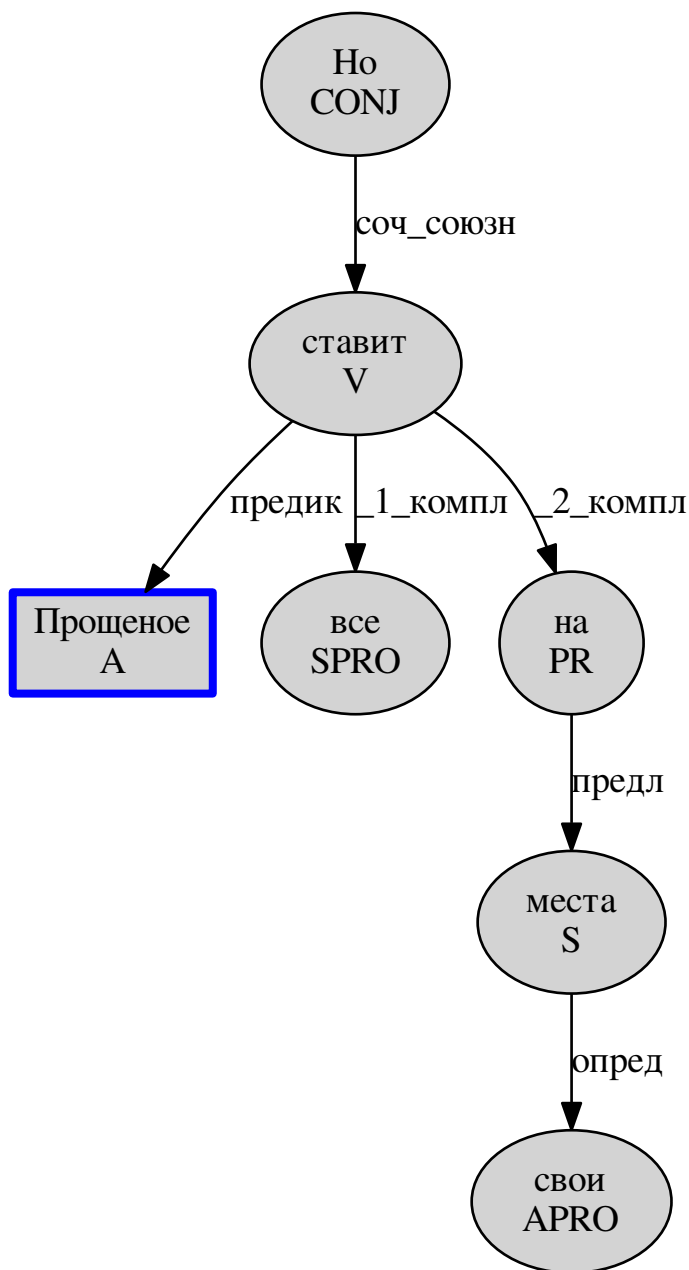 Но
CONJ
соч_союзн
ставит
V
предик
_1_компл
_2_компл
Прощеное
A
все
SPRO
на
PR
предл
места
S
опред
свои
APRO